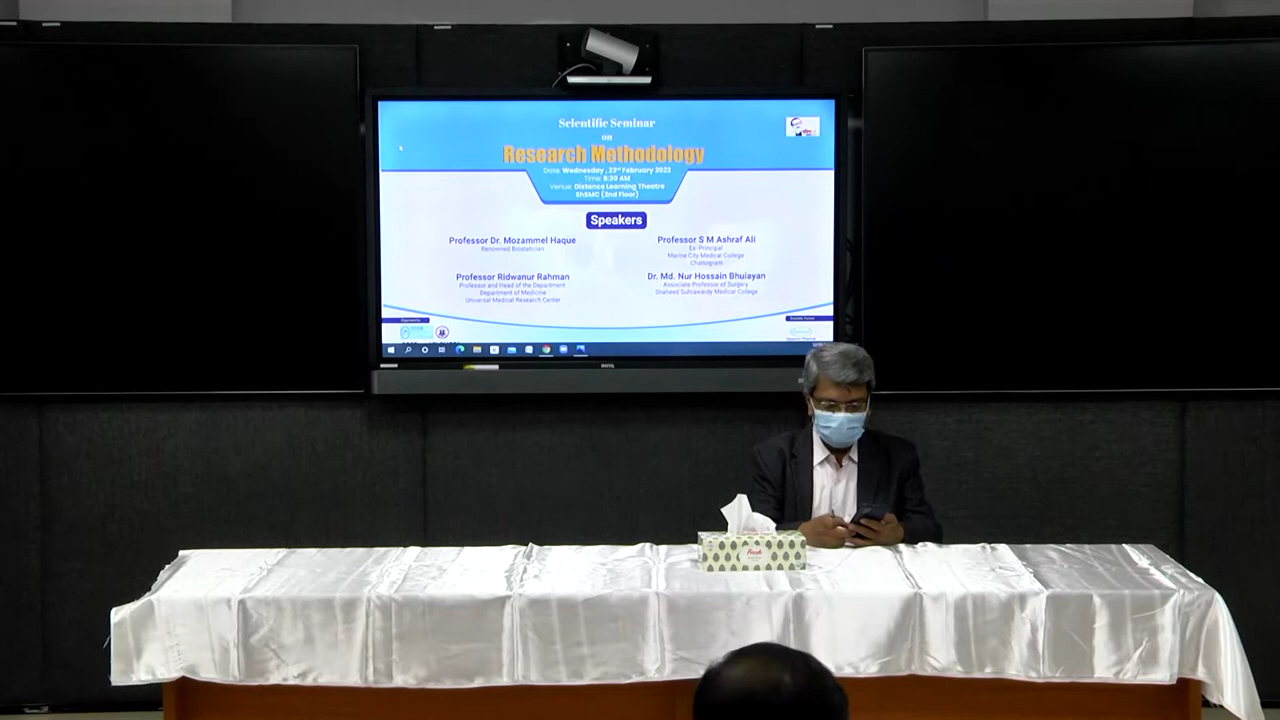 Scientific Seminar
on
Research Methodology
Date: Wednesday, 23rd February 2022
Time: 8:30 AM
Venue: Distance Learning Theatre
ShSMC (2nd Floor)
Speakers
Professor Dr. Mozammel Haque
Renowned Biostatician
Professor S M Ashraf Ali
Ex- Principal
Marine City Medical College
Chattogram
Professor Ridwanur Rahman
Professor and Head of the Department
Department of Medicine
Universal Medical Research Center
Dr. Md. Nur Hossain Bhuiayan
Associate Professor of Surgery
Shaheed Suhrawardy Medical College
BENQ
Fresh